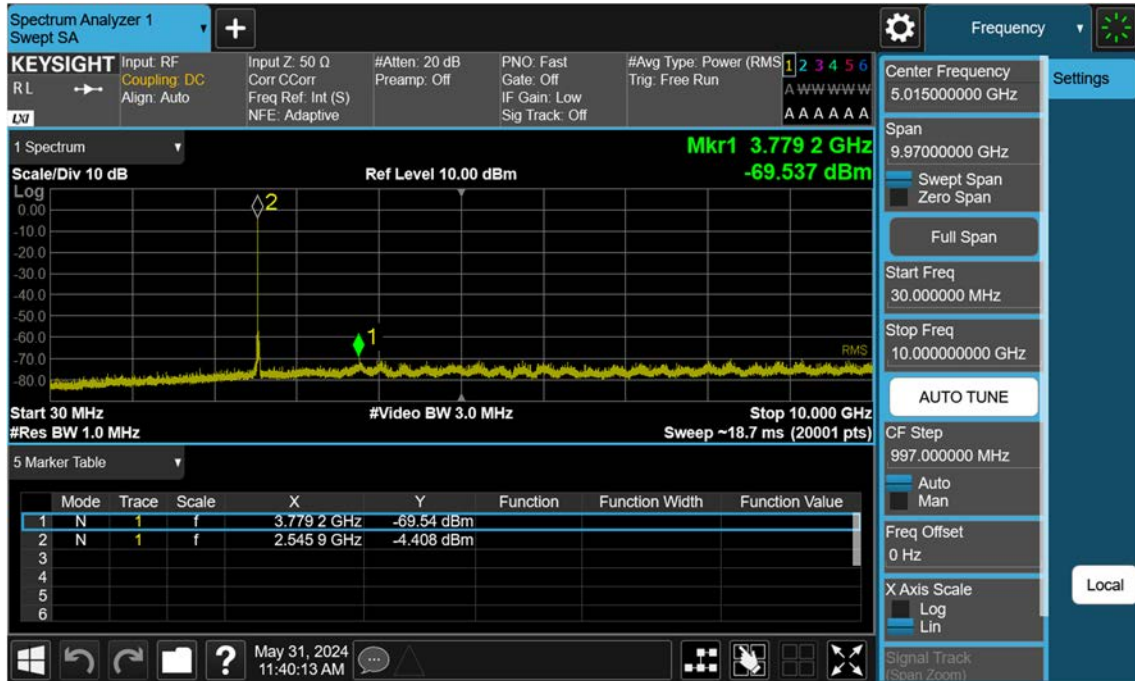 Spectrum Analyzer 1
Swept SA
Frequency
KEYSIGHT
R L
LXI
Input: RF
Coupling: DC
Align: Auto
Input Z: 50 Ω
Corr CCorr
Freq Ref: Int (S)
NFE: Adaptive
#Atten: 20 dB
Preamp: Off
PNO: Fast
Gate: Off
IF Gain: Low
Sig Track: Off
#Avg Type: Power (RMS
Trig: Free Run
1 2 3 4 5 6
A W W W W W
A A A A A A
1 Spectrum
Scale/Div 10 dB
Ref Level 10.00 dBm
Mkr1 3.779 2 GHz
-69.537 dBm
Log
0.00
-10.0
-20.0
-30.0
-40.0
-50.0
-60.0
-70.0
-80.0
2
1
RMS
Start 30 MHz
#Video BW 3.0 MHz
Stop 10.000 GHz
#Res BW 1.0 MHz
Sweep ~18.7 ms (20001 pts)
5 Marker Table
Mode Trace Scale X Y Function Function Width Function Value
1 N 1 f 3.779 2 GHz -69.54 dBm
2 N 1 f 2.545 9 GHz -4.408 dBm
3
4
5
6
May 31, 2024
11:40:13 AM
Center Frequency
5.015000000 GHz
Span
9.97000000 GHz
Swept Span
Zero Span
Full Span
Start Freq
30.000000 MHz
Stop Freq
10.000000000 GHz
AUTO TUNE
CF Step
997.000000 MHz
Auto
Man
Freq Offset
0 Hz
X Axis Scale
Log
Lin
Signal Track
(Span Zoom)
Settings
Local